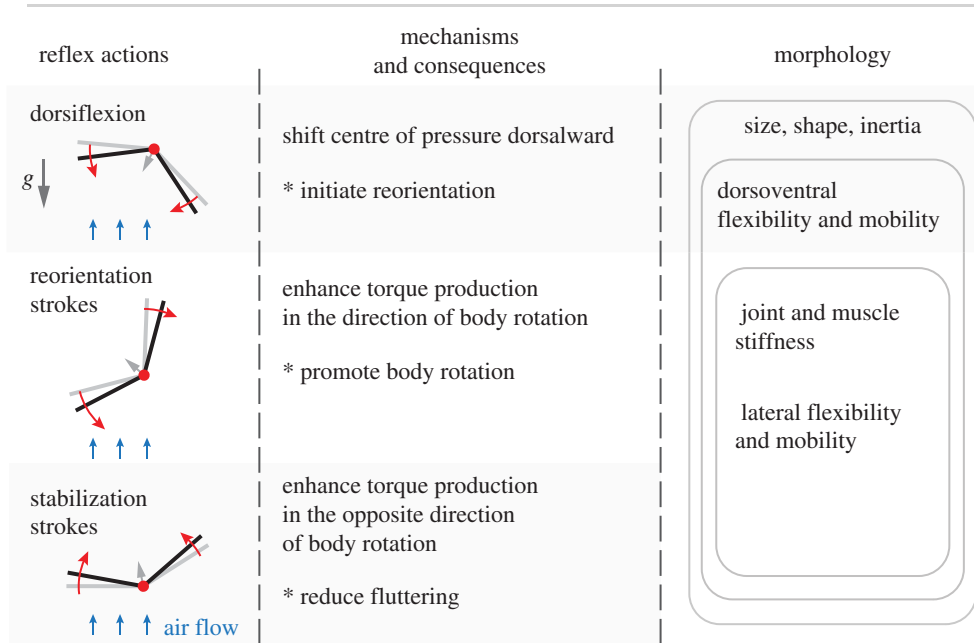 reflex actions
mechanisms
and consequences
morphology
dorsiflexion
g
shift centre of pressure dorsalward
* initiate reorientation
size, shape, inertia
dorsoventral
flexibility and mobility
reorientation
strokes
enhance torque production
in the direction of body rotation
* promote body rotation
joint and muscle
stiffness
lateral flexibility
and mobility
stabilization
strokes
air flow
enhance torque production
in the opposite direction
of body rotation
* reduce fluttering